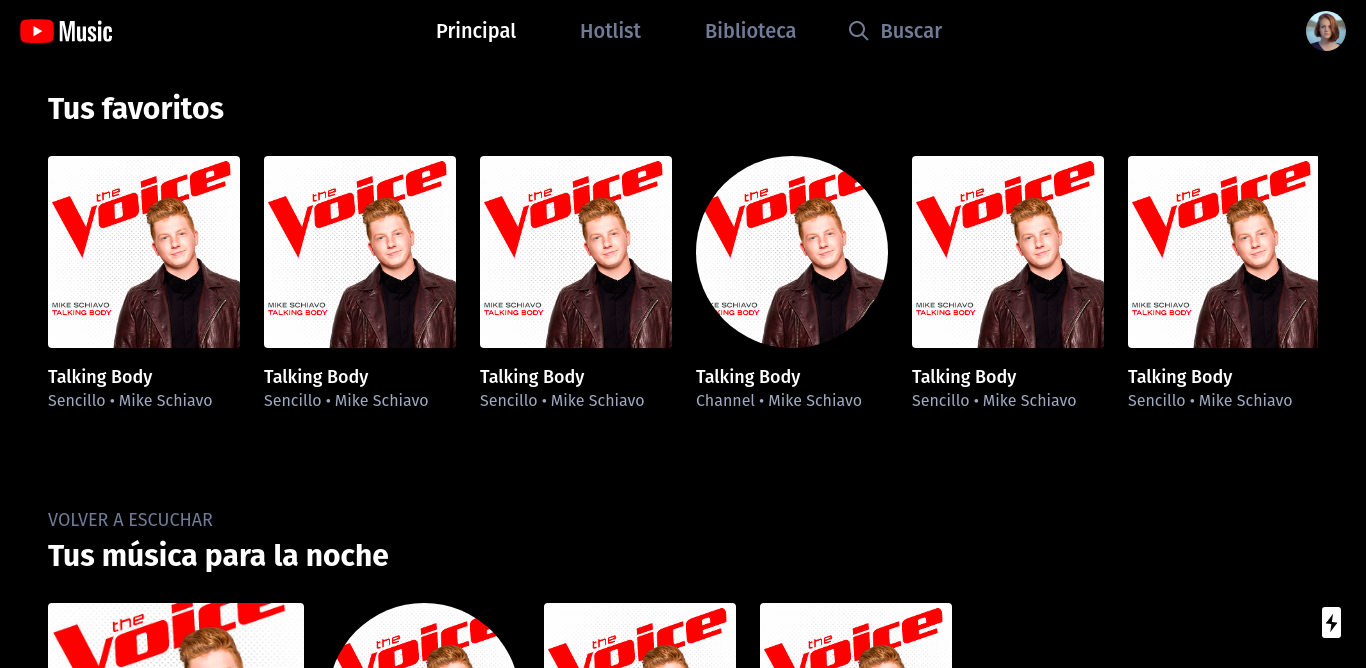 Music
Principal Hotlist Biblioteca Buscar
Tus favoritos
the Voice the Voice the Voice the Voice the Voice the Voice
MIKE SCHIAVO MIKE SCHIAVO MIKE SCHIAVO SCHIAVO MIKE SCHIAVO MIKE SCHIAVO
TALKING BODY TALKING BODY TALKING BODY BODY TALKING BODY TALKING BODY
Talking Body Talking Body Talking Body Talking Body Talking Body Talking Body
Sencillo • Mike Schiavo Sencillo • Mike Schiavo Sencillo • Mike Schiavo Channel • Mike Schiavo Sencillo • Mike Schiavo Sencillo • Mike Schiavo
VOLVER A ESCUCHAR
Tus música para la noche
the Voice the Voice the Voice the Voice